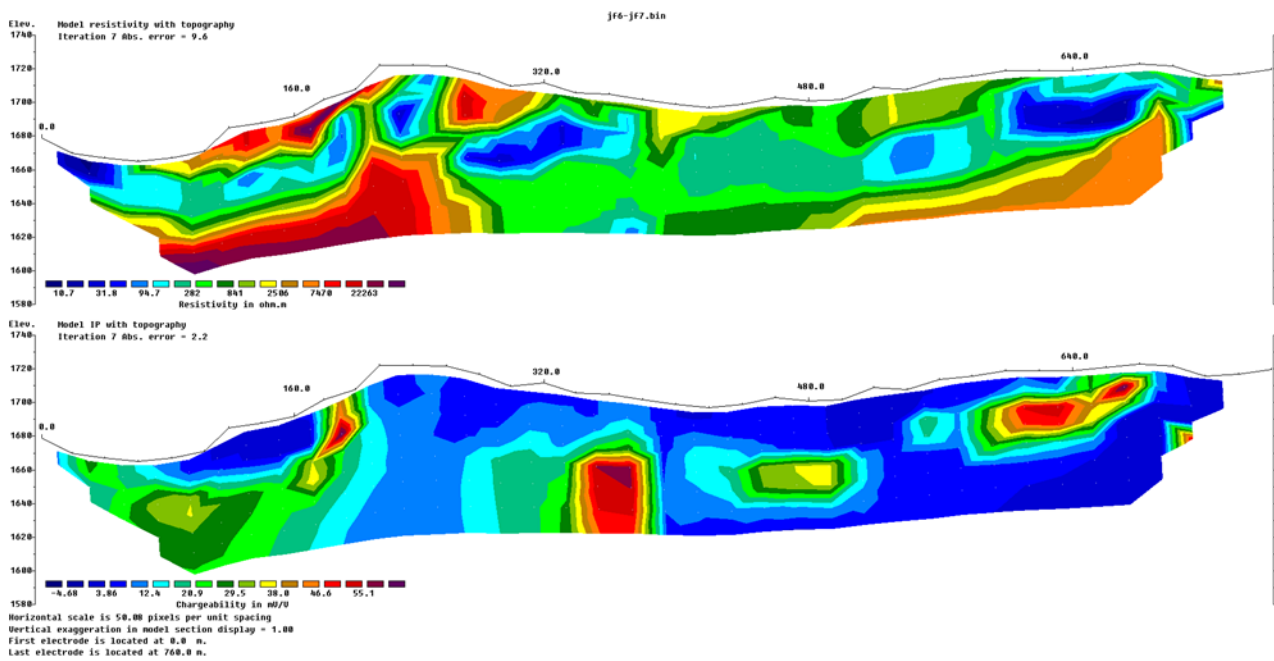 jf6-jf7.bin
Elev. Model resistivity with topography
Iteration 7 Abs. error = 9.6
1740
1720
1700
1680
1660
1640
1620
1600
1580
0.0 160.0 320.0 480.0 640.0
10.7 31.8 94.7 282 841 2506 7470 22263
Resistivity in ohm.m
Elev. Model IP with topography
Iteration 7 Abs. error = 2.2
1740
1720
1700
1680
1660
1640
1620
1600
1580
0.0 160.0 320.0 480.0 640.0
-4.68 3.86 12.4 20.9 29.5 38.0 46.6 55.1
Chargeability in mV/V
Horizontal scale is 50.08 pixels per unit spacing
Vertical exaggeration in model section display = 1.00
First electrode is located at 0.0 m.
Last electrode is located at 760.0 m.